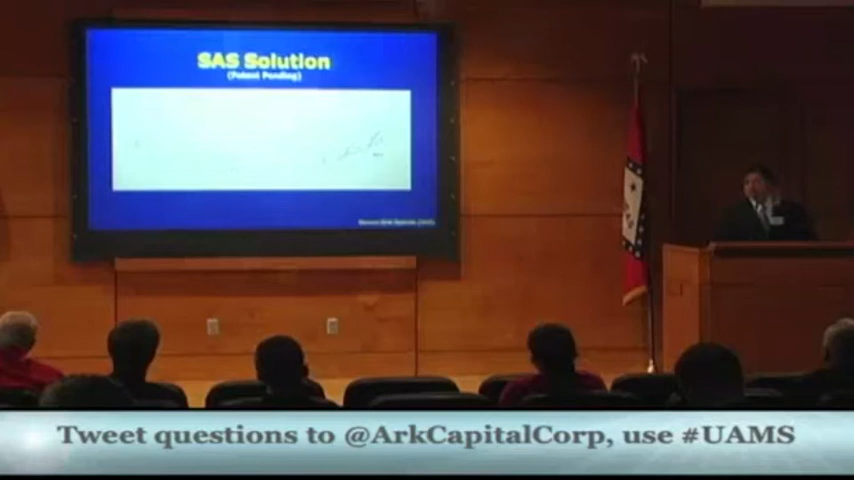 SAS Solution
(Patent Pending)
Tweet questions to @ArkCapitalCorp, use #UAMS